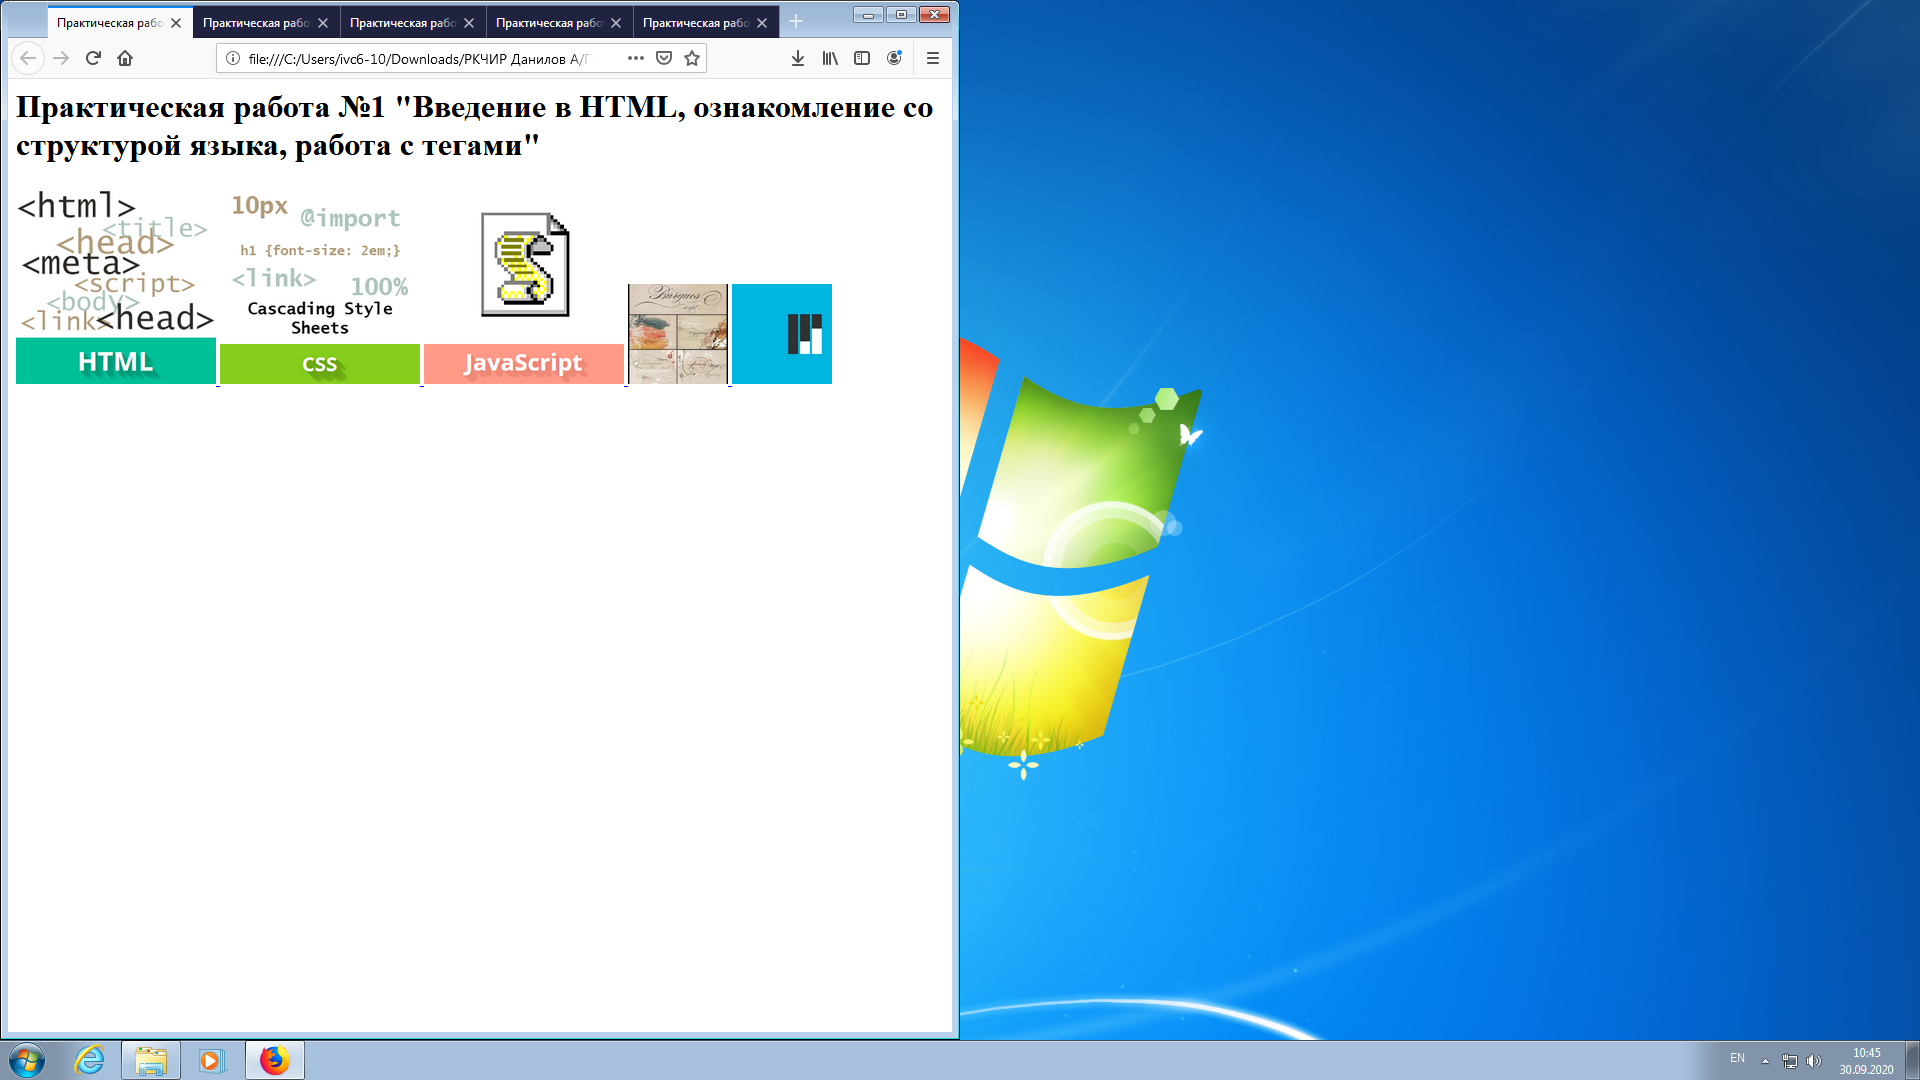 Практическая рабо
Практическая рабо
Практическая рабо
Практическая рабо
Практическая рабо
file:///C:/Users/ivc6-10/Downloads/РКЧИР Данилов А/П
Практическая работа №1 "Введение в HTML, ознакомление со
структурой языка, работа с тегами"
<html>
<title>
<head>
<meta>
<script>
<body>
<link>
<head>
HTML
10px
@import
h1 {font-size: 2em;}
<link>
100%
Cascading Style
Sheets
CSS
JavaScript
Burgues
EN
10:45
30.09.2020